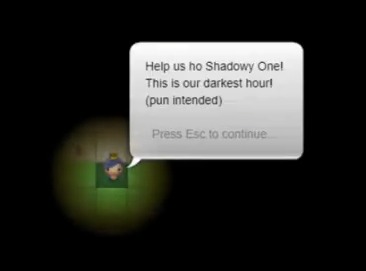 Help us ho Shadowy One!
This is our darkest hour!
(pun intended)
Press Esc to continue...